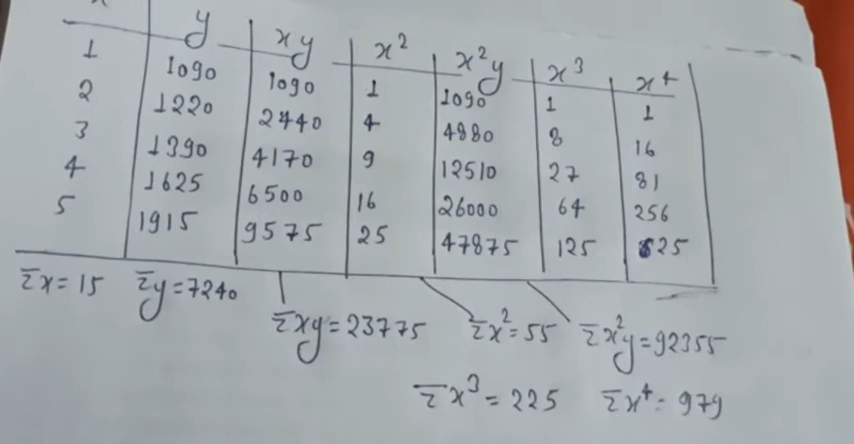 x y xy x² x²y x³ x⁴
1 1090 1090 1 1090 1 1
2 1220 2440 4 4880 8 16
3 1390 4170 9 12510 27 81
4 1625 6500 16 26000 64 256
5 1915 9575 25 47875 125 625
Σx = 15 Σy = 7240
Σxy = 23775 Σx² = 55 Σx²y = 92355
Σx³ = 225 Σx⁴ = 979